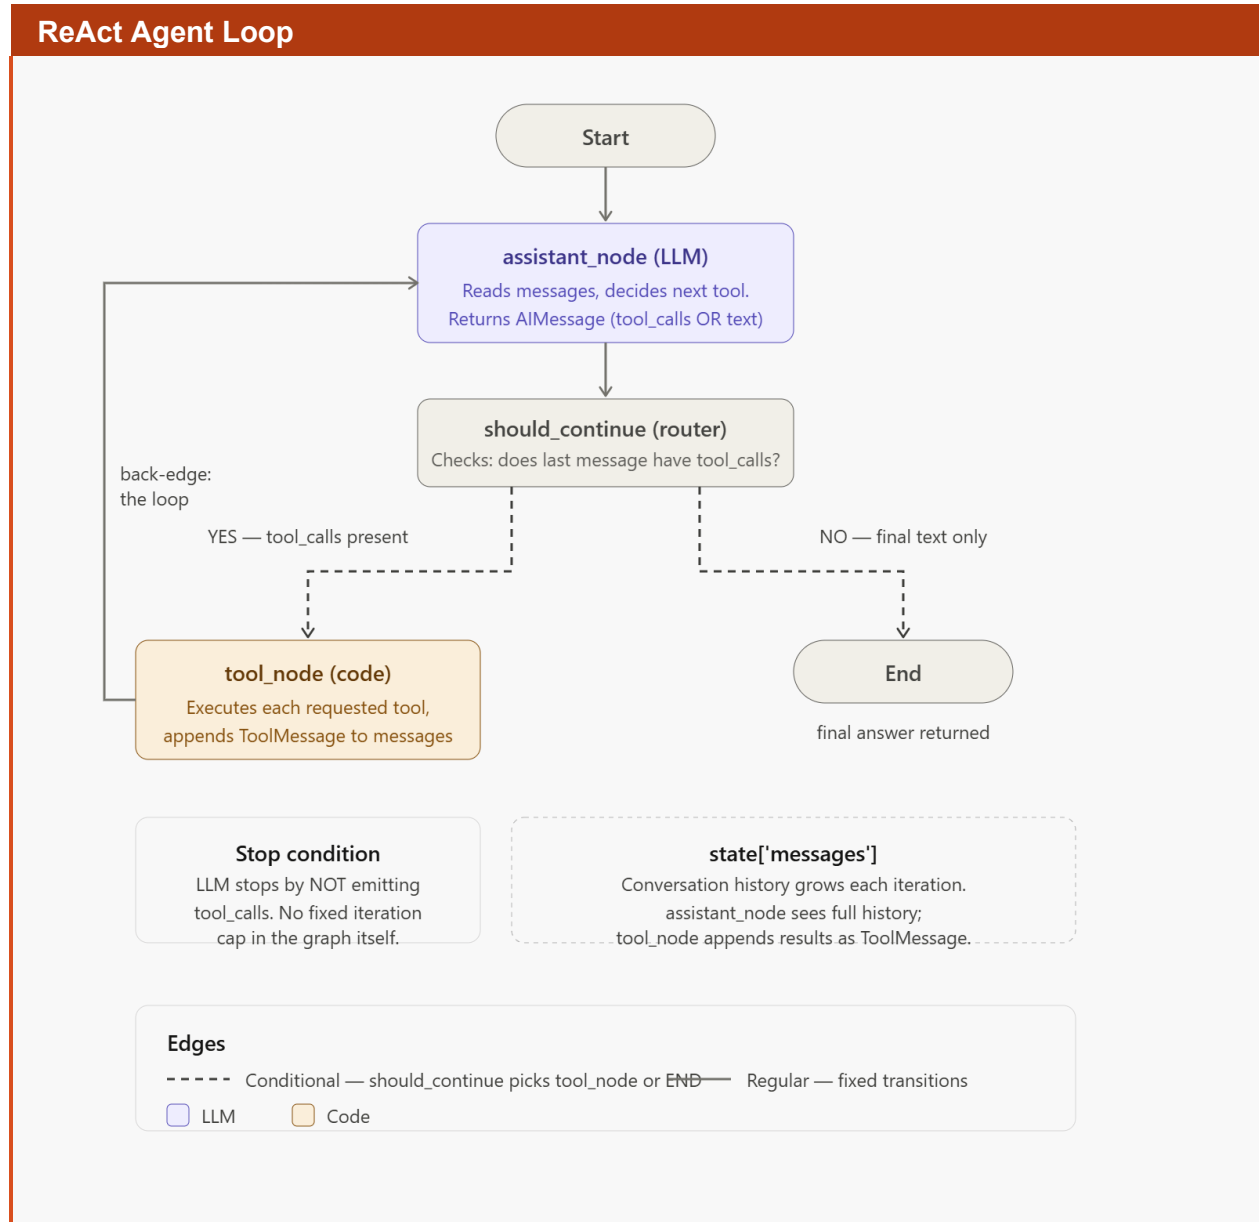 ReAct Agent Loop
Start
assistant_node (LLM)
Reads messages, decides next tool.
Returns AIMessage (tool_calls OR text)
should_continue (router)
Checks: does last message have tool_calls?
back-edge:
the loop
YES — tool_calls present
NO — final text only
tool_node (code)
Executes each requested tool,
appends ToolMessage to messages
End
final answer returned
Stop condition
LLM stops by NOT emitting
tool_calls. No fixed iteration
cap in the graph itself.
state['messages']
Conversation history grows each iteration.
assistant_node sees full history;
tool_node appends results as ToolMessage.
Edges
Conditional — should_continue picks tool_node or END
Regular — fixed transitions
LLM
Code